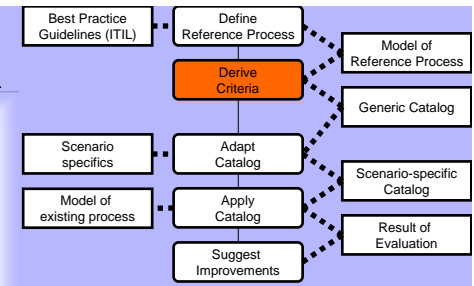 Best Practice
Guidelines (ITIL)
Define
Reference Process
Model of
Reference Process
Derive
Criteria
Generic Catalog
Scenario
specifics
Adapt
Catalog
Scenario-specific
Catalog
Model of
existing process
Apply
Catalog
Result of
Evaluation
Suggest
Improvements